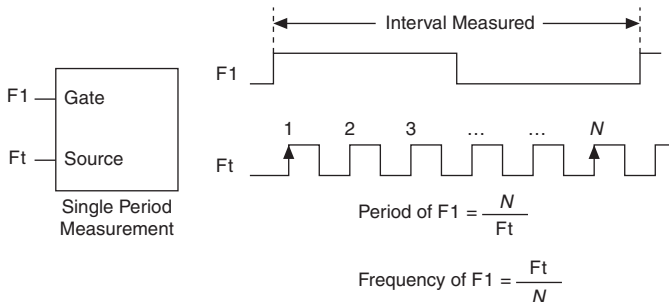 Interval Measured
F1
Gate
Ft
Source
Single Period
Measurement
F1
1 2 3 ... ... N
Ft
Period of F1 = N
Ft
Frequency of F1 = Ft
N